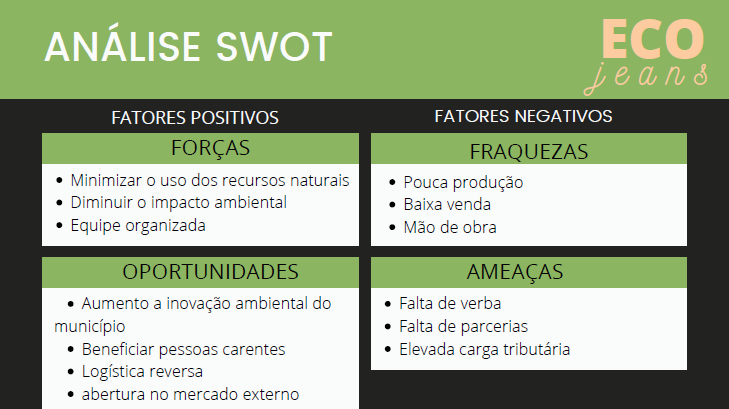 ANÁLISE SWOT
ECO
jeans
FATORES POSITIVOS
FORÇAS
• Minimizar o uso dos recursos naturais
• Diminuir o impacto ambiental
• Equipe organizada
FATORES NEGATIVOS
FRAQUEZAS
• Pouca produção
• Baixa venda
• Mão de obra
OPORTUNIDADES
• Aumento a inovação ambiental do
município
• Beneficiar pessoas carentes
• Logística reversa
• abertura no mercado externo
AMEAÇAS
• Falta de verba
• Falta de parcerias
• Elevada carga tributária